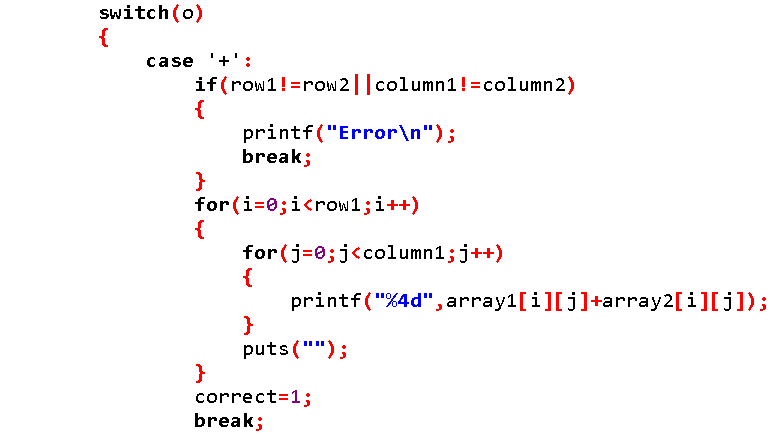 switch(o)
{
case '+':
if(row1!=row2||column1!=column2)
{
printf("Error\n");
break;
}
for(i=0;i<row1;i++)
{
for(j=0;j<column1;j++)
{
printf("%4d",array1[i][j]+array2[i][j]);
}
puts("");
}
correct=1;
break;